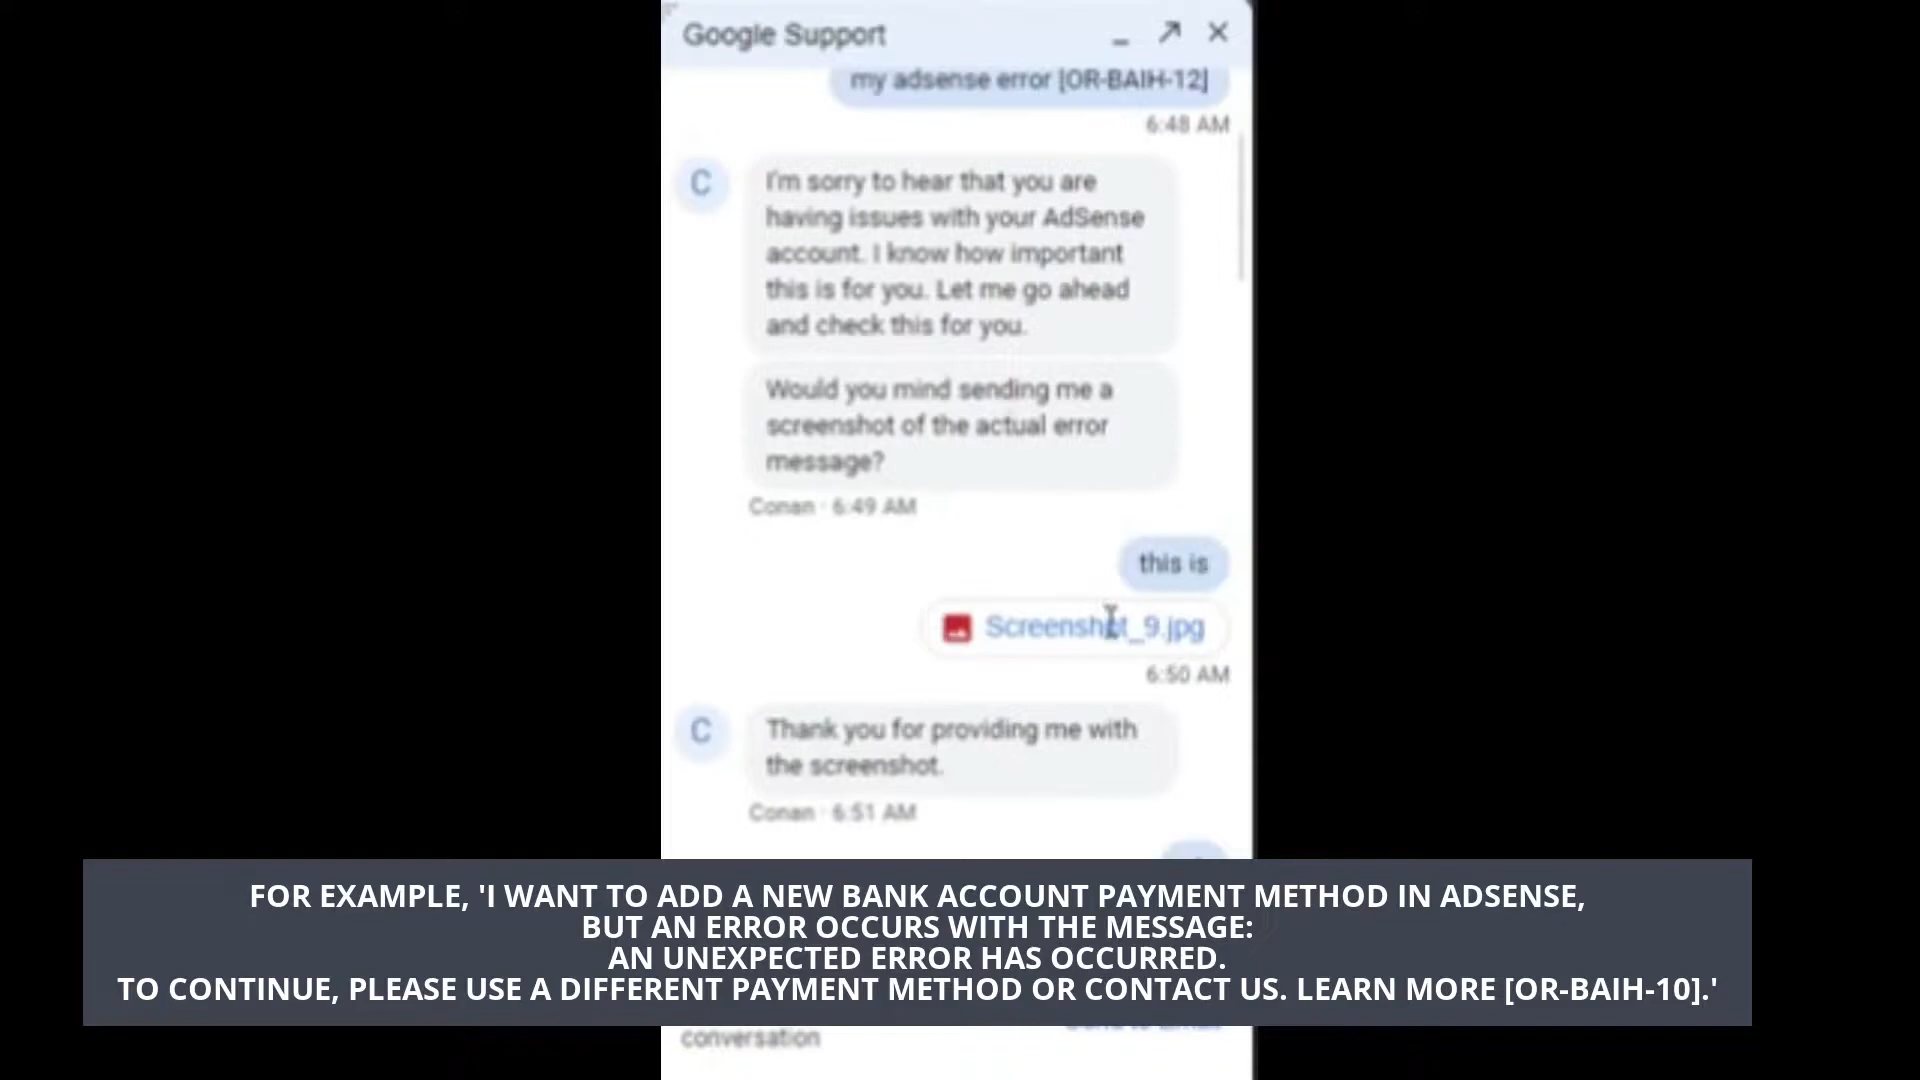 Google Support
my adsense error [OR-BAIH-12]
6:48 AM
C
I'm sorry to hear that you are
having issues with your AdSense
account. I know how important
this is for you. Let me go ahead
and check this for you.
Would you mind sending me a
screenshot of the actual error
message?
Conan · 6:49 AM
this is
Screenshot_9.jpg
6:50 AM
C
Thank you for providing me with
the screenshot.
Conan · 6:51 AM
FOR EXAMPLE, 'I WANT TO ADD A NEW BANK ACCOUNT PAYMENT METHOD IN ADSENSE,
BUT AN ERROR OCCURS WITH THE MESSAGE:
AN UNEXPECTED ERROR HAS OCCURRED.
TO CONTINUE, PLEASE USE A DIFFERENT PAYMENT METHOD OR CONTACT US. LEARN MORE [OR-BAIH-10].'
conversation